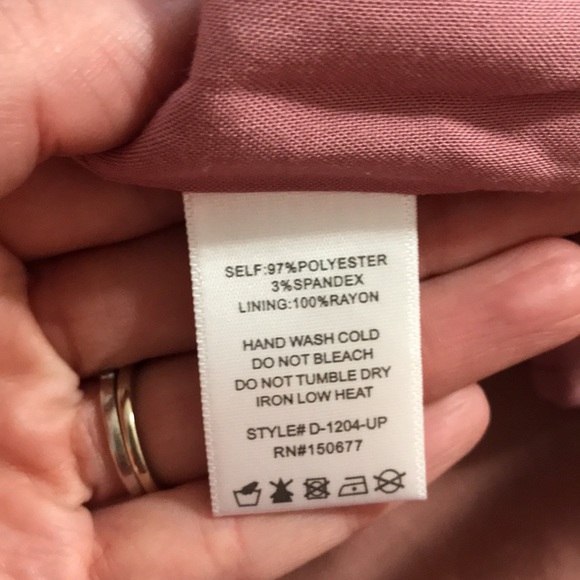 SELF:97%POLYESTER
3%SPANDEX
LINING:100%RAYON
HAND WASH COLD
DO NOT BLEACH
DO NOT TUMBLE DRY
IRON LOW HEAT
STYLE# D-1204-UP
RN#150677